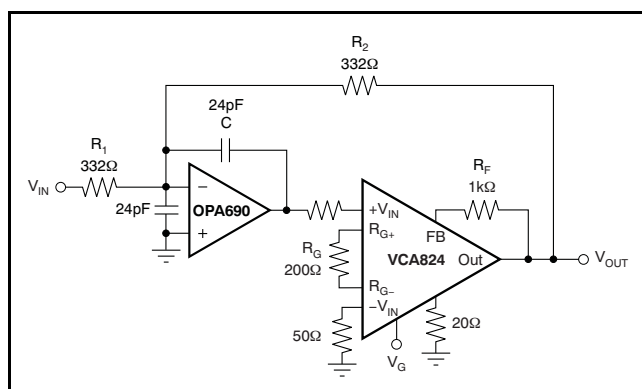 R2
332Ω
24pF
C
R1
332Ω
RF
1kΩ
VIN
−
24pF
OPA690
+
+VIN
RG+
FB
RG
200Ω
VCA824
Out
VOUT
RG−
−VIN
50Ω
20Ω
VG